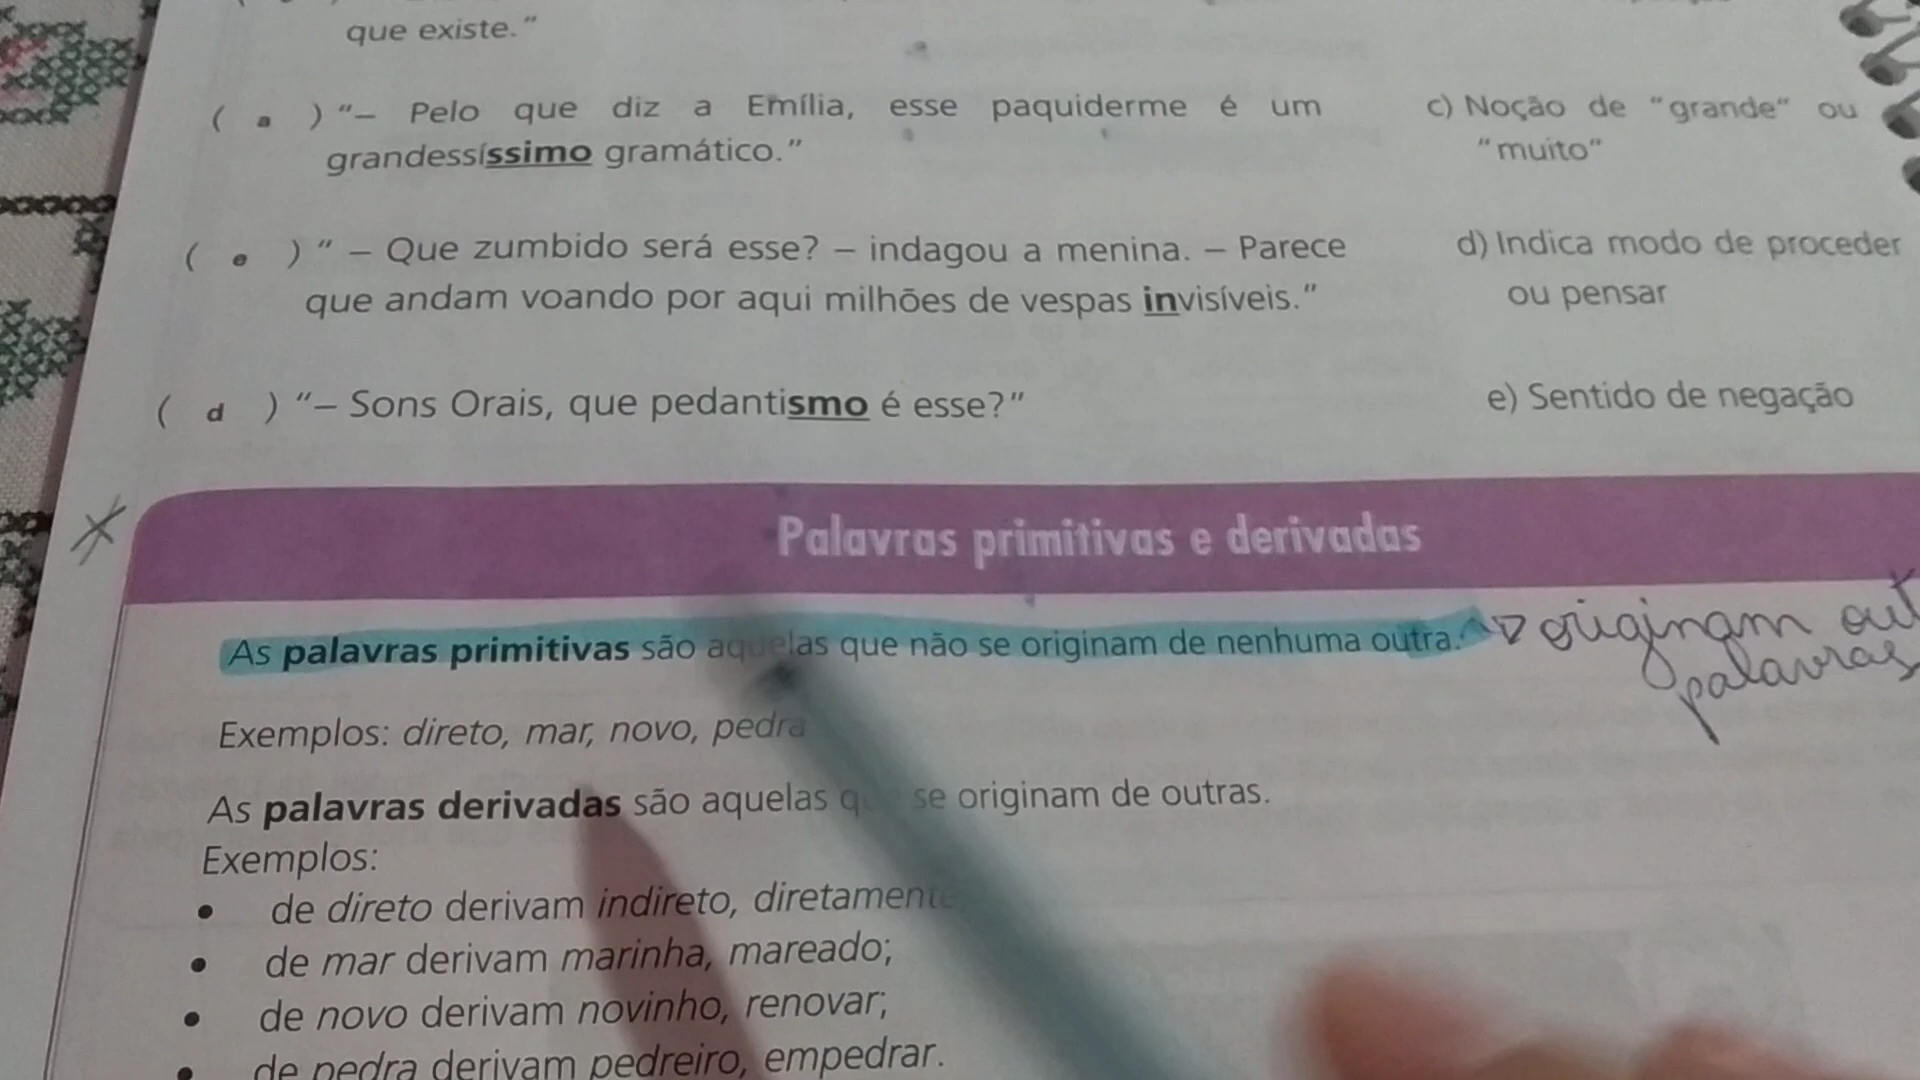 que existe."
( a ) "– Pelo que diz a Emília, esse paquiderme é um
grandessíssimo gramático."
c) Noção de "grande" ou
"muito"
( e ) " – Que zumbido será esse? – indagou a menina. – Parece
que andam voando por aqui milhões de vespas invisíveis."
d) Indica modo de proceder
ou pensar
( d ) "– Sons Orais, que pedantismo é esse?"
e) Sentido de negação
Palavras primitivas e derivadas
As palavras primitivas são aquelas que não se originam de nenhuma outra.
originam out
palavras
Exemplos: direto, mar, novo, pedra
As palavras derivadas são aquelas q se originam de outras.
Exemplos:
• de direto derivam indireto, diretamente
• de mar derivam marinha, mareado;
• de novo derivam novinho, renovar;
• de pedra derivam pedreiro, empedrar.